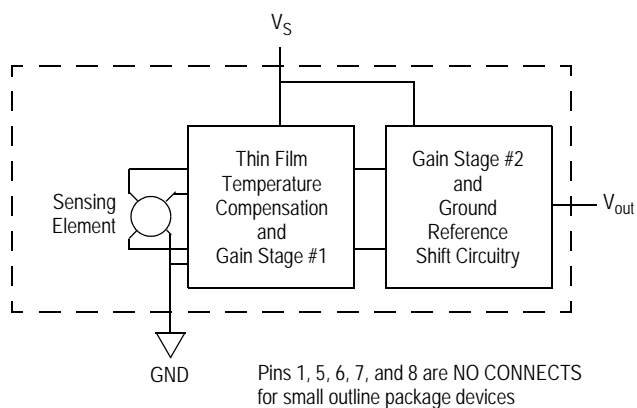 V_S
Thin Film
Temperature
Compensation
and
Gain Stage #1
Gain Stage #2
and
Ground
Reference
Shift Circuitry
Sensing
Element
V_out
GND
Pins 1, 5, 6, 7, and 8 are NO CONNECTS
for small outline package devices